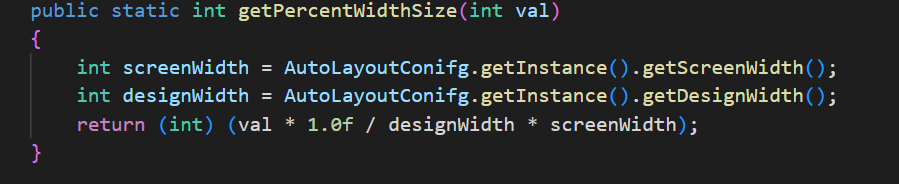 public static int getPercentWidthSize(int val)
{
    int screenWidth = AutoLayoutConifg.getInstance().getScreenWidth();
    int designWidth = AutoLayoutConifg.getInstance().getDesignWidth();
    return (int) (val * 1.0f / designWidth * screenWidth);
}